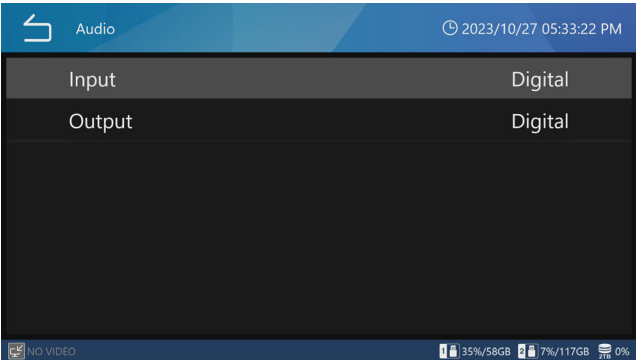 Audio
2023/10/27 05:33:22 PM
Input Digital
Output Digital
NO VIDEO
1 35%/58GB 2 7%/117GB 2TB 0%